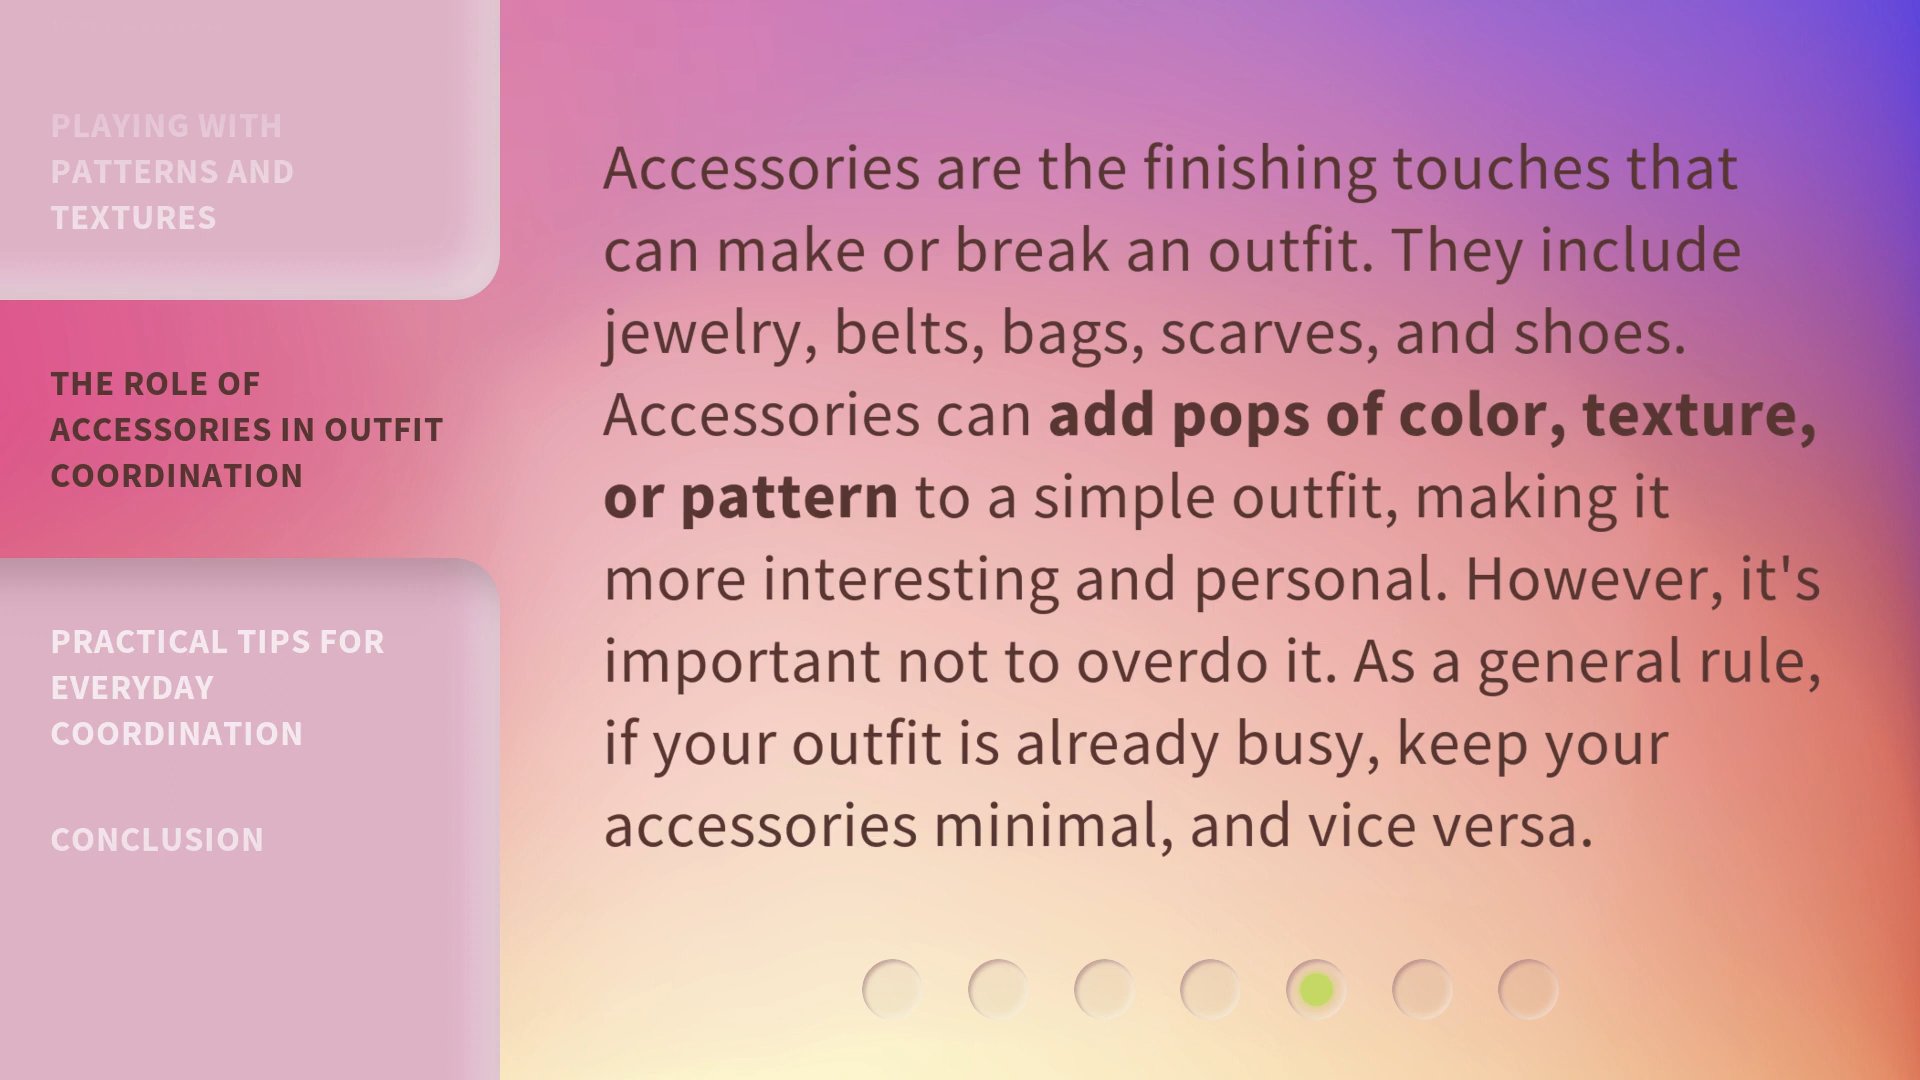 PLAYING WITH
PATTERNS AND
TEXTURES
THE ROLE OF
ACCESSORIES IN OUTFIT
COORDINATION
PRACTICAL TIPS FOR
EVERYDAY
COORDINATION
CONCLUSION
Accessories are the finishing touches that
can make or break an outfit. They include
jewelry, belts, bags, scarves, and shoes.
Accessories can add pops of color, texture,
or pattern to a simple outfit, making it
more interesting and personal. However, it's
important not to overdo it. As a general rule,
if your outfit is already busy, keep your
accessories minimal, and vice versa.